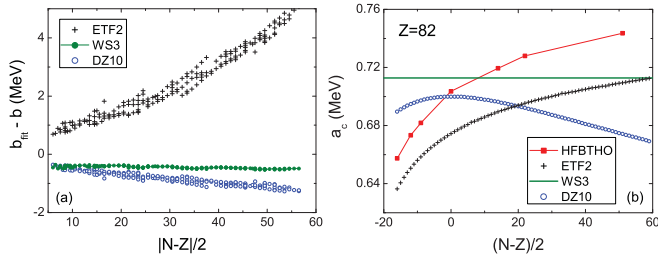 ETF2
WS3
DZ10
b_fit - b (MeV)
4
2
0
-2
(a)
10 20 30 40 50 60
|N-Z|/2
Z=82
a_c (MeV)
0.76
0.72
0.68
0.64
HFBTHO
ETF2
WS3
DZ10
(b)
-20 0 20 40 60
(N-Z)/2